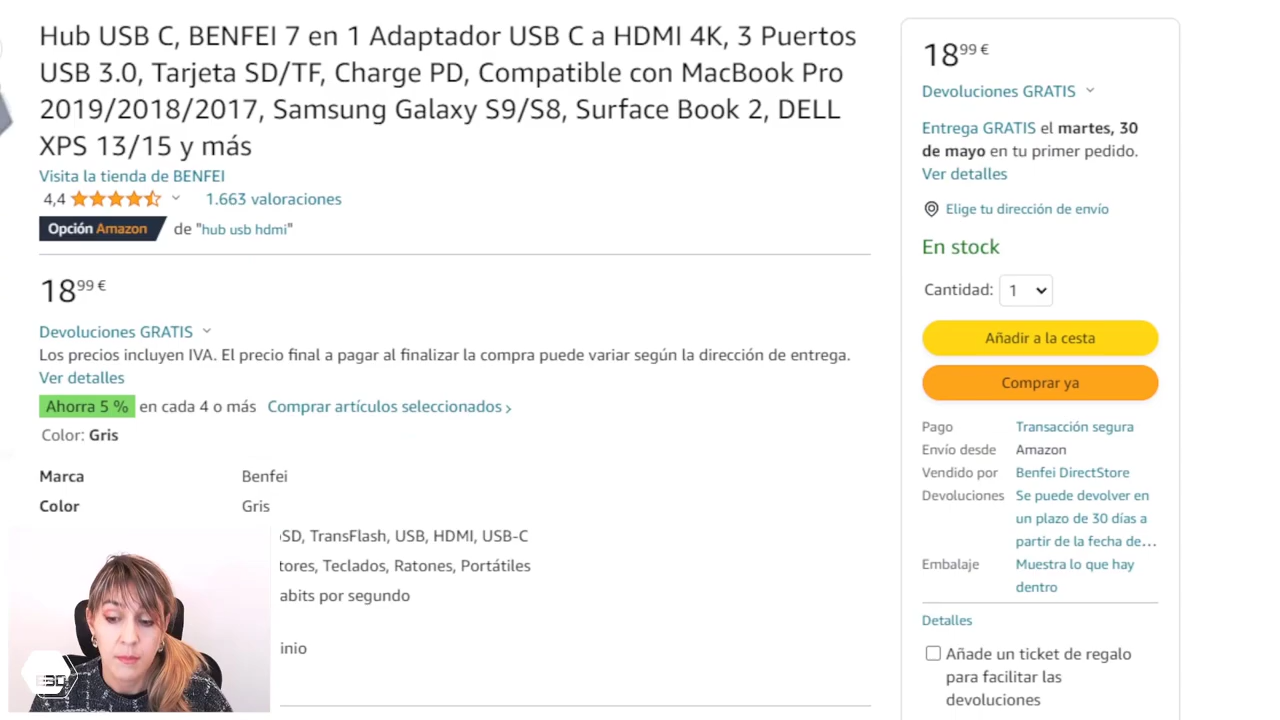 Hub USB C, BENFEI 7 en 1 Adaptador USB C a HDMI 4K, 3 Puertos
USB 3.0, Tarjeta SD/TF, Charge PD, Compatible con MacBook Pro
2019/2018/2017, Samsung Galaxy S9/S8, Surface Book 2, DELL
XPS 13/15 y más
Visita la tienda de BENFEI
4,4 1.663 valoraciones
Opción Amazon de "hub usb hdmi"
18 99 €
Devoluciones GRATIS
Los precios incluyen IVA. El precio final a pagar al finalizar la compra puede variar según la dirección de entrega.
Ver detalles
Ahorra 5 % en cada 4 o más Comprar artículos seleccionados ›
Color: Gris
Marca Benfei
Color Gris
SD, TransFlash, USB, HDMI, USB-C
tores, Teclados, Ratones, Portátiles
abits por segundo
inio
18 99 €
Devoluciones GRATIS
Entrega GRATIS el martes, 30
de mayo en tu primer pedido.
Ver detalles
Elige tu dirección de envío
En stock
Cantidad: 1
Añadir a la cesta
Comprar ya
Pago Transacción segura
Envío desde Amazon
Vendido por Benfei DirectStore
Devoluciones Se puede devolver en
un plazo de 30 días a
partir de la fecha de…
Embalaje Muestra lo que hay
dentro
Detalles
Añade un ticket de regalo
para facilitar las
devoluciones